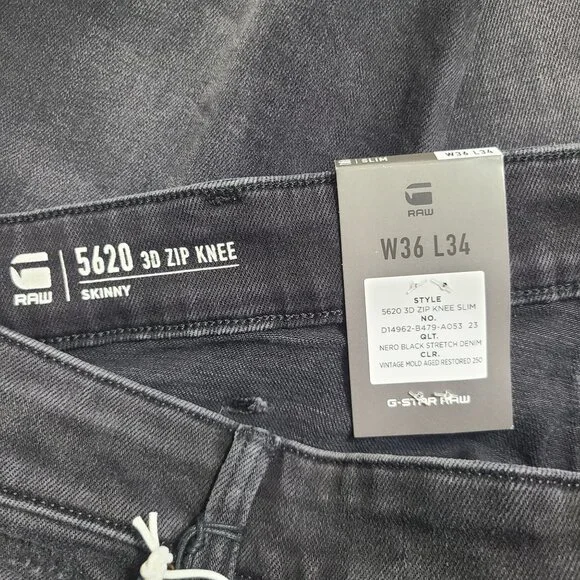 SLIM W36 L34
RAW
W36 L34
STYLE
5620 3D ZIP KNEE SLIM
NO.
D14962-B479-A053 23
QLT.
NERO BLACK STRETCH DENIM
CLR.
VINTAGE MOLD AGED RESTORED 250
G-STAR RAW
RAW
5620 3D ZIP KNEE
SKINNY